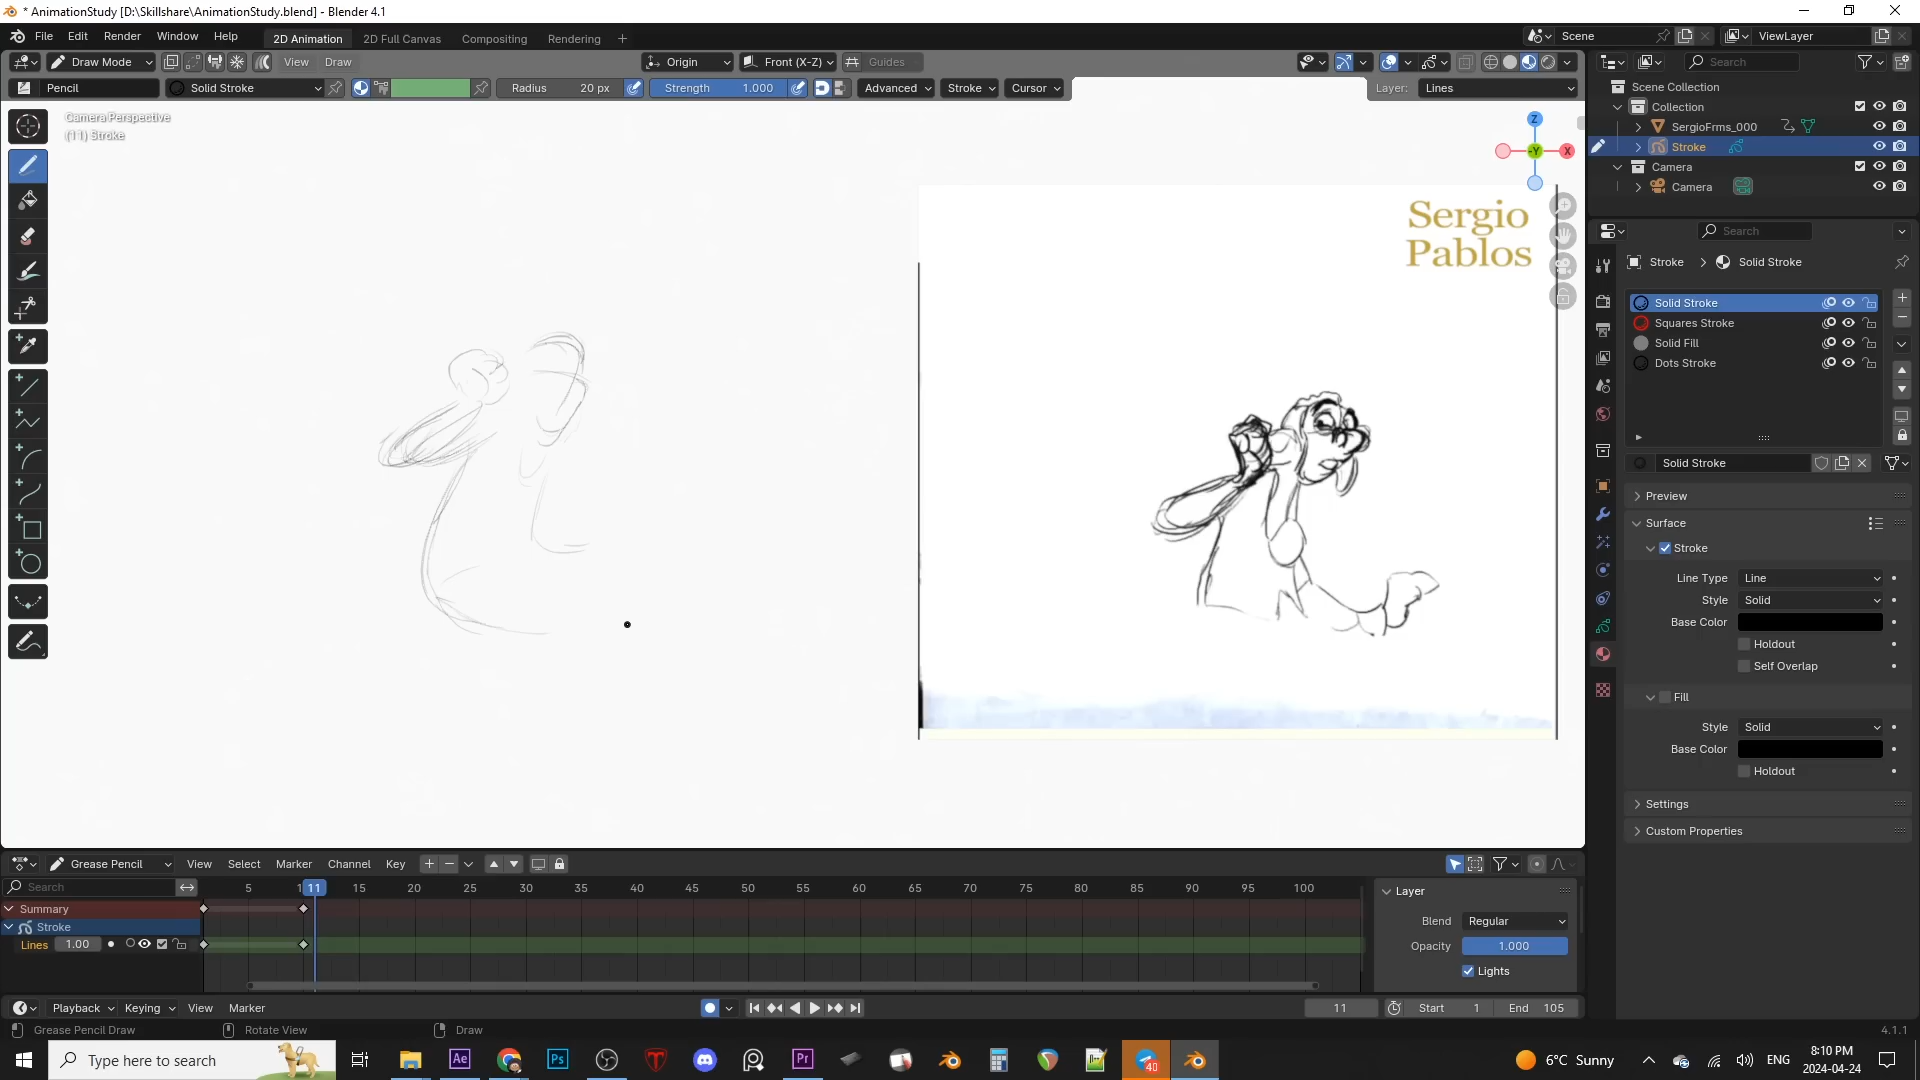 * AnimationStudy [D:\Skillshare\AnimationStudy.blend] - Blender 4.1
File Edit Render Window Help 2D Animation 2D Full Canvas Compositing Rendering + Scene ViewLayer
Draw Mode View Draw Origin Front (X-Z) Guides Search
Pencil Solid Stroke Radius 20 px Strength 1.000 Advanced Stroke Cursor Layer: Lines
Scene Collection
Collection
SergioFrms_000
Stroke
Camera
Camera
Camera Perspective
(11) Stroke
Z
-Y
X
Sergio
Pablos
Search
Stroke > Solid Stroke
Solid Stroke
Squares Stroke
Solid Fill
Dots Stroke
Solid Stroke
Preview
Surface
Stroke
Line Type Line
Style Solid
Base Color
Holdout
Self Overlap
Fill
Style Solid
Base Color
Holdout
Settings
Custom Properties
Grease Pencil View Select Marker Channel Key
Search 5 11 15 20 25 30 35 40 45 50 55 60 65 70 75 80 85 90 95 100
Summary
Stroke
Lines 1.00
Layer
Blend Regular
Opacity 1.000
Lights
Playback Keying View Marker 11 Start 1 End 105
Grease Pencil Draw Rotate View Draw 4.1.1
Type here to search Ae Ps Pr 40 6°C Sunny ENG
8:10 PM
2024-04-24